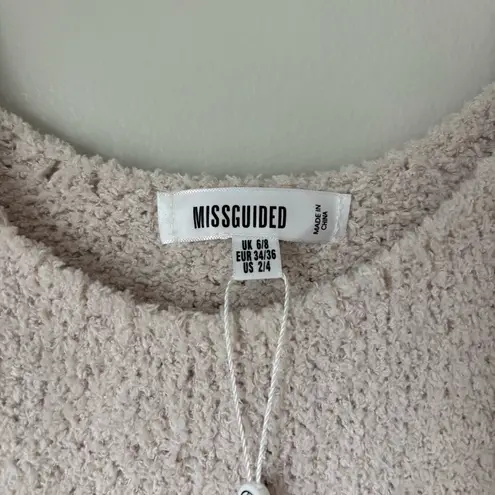 MISSGUIDED
MADE IN
CHINA
UK 6/8
EUR 34/36
US 2/4